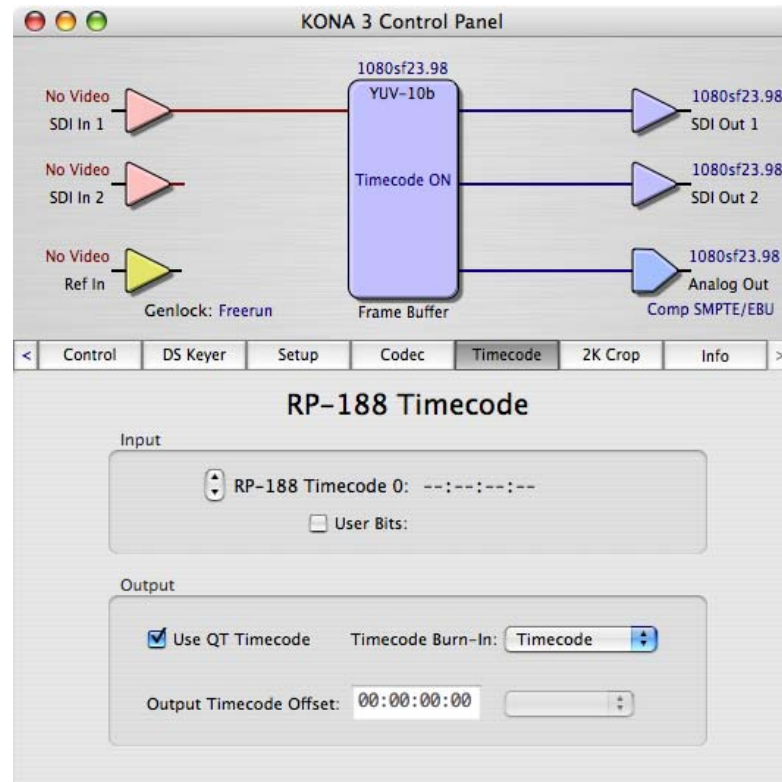 KONA 3 Control Panel
1080sf23.98
YUV-10b
No Video
SDI In 1
1080sf23.98
SDI Out 1
No Video
SDI In 2
Timecode ON
1080sf23.98
SDI Out 2
No Video
Ref In
1080sf23.98
Analog Out
Genlock: Freerun
Frame Buffer
Comp SMPTE/EBU
< Control DS Keyer Setup Codec Timecode 2K Crop Info >
RP-188 Timecode
Input
RP-188 Timecode 0: --:--:--:--
User Bits:
Output
Use QT Timecode Timecode Burn-In: Timecode
Output Timecode Offset: 00:00:00:00